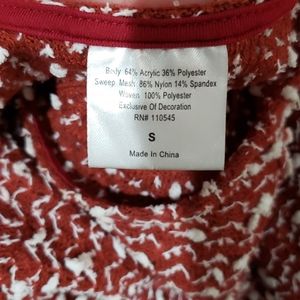 Body 64% Acrylic 36% Polyester
Sweep Mesh: 86% Nylon 14% Spandex
Woven 100% Polyester
Exclusive Of Decoration
RN# 110545
S
Made In China